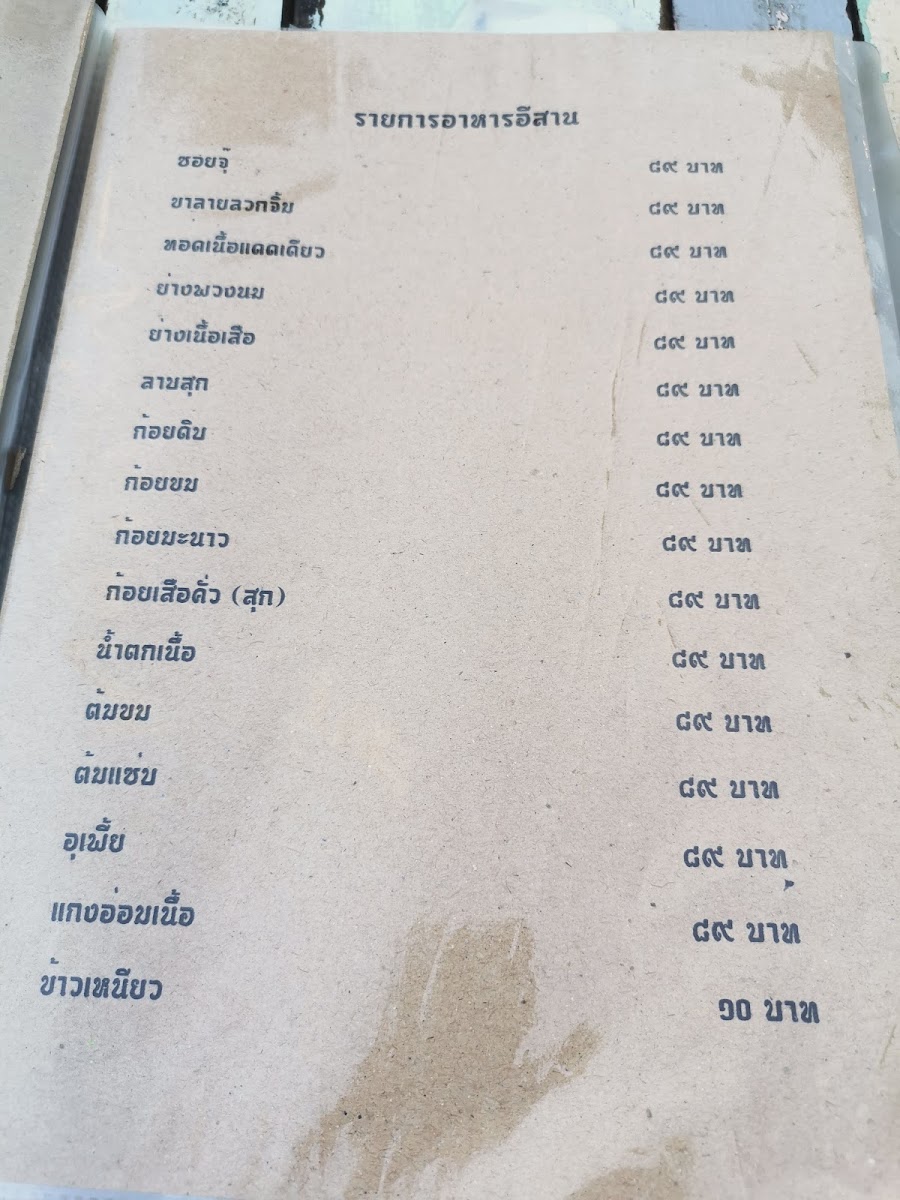 รายการอาหารอีสาน
ซอยจุ๊ ๘๙ บาท
ขาลายลวกจิ้ม ๘๙ บาท
ทอดเนื้อแดดเดียว ๘๙ บาท
ย่างพวงนม ๘๙ บาท
ย่างเนื้อเสือ ๘๙ บาท
ลาบสุก ๘๙ บาท
ก้อยดิบ ๘๙ บาท
ก้อยขม ๘๙ บาท
ก้อยมะนาว ๘๙ บาท
ก้อยเสือคั่ว (สุก) ๘๙ บาท
น้ำตกเนื้อ ๘๙ บาท
ต้มขม ๘๙ บาท
ต้มแซ่บ ๘๙ บาท
อุเพี้ย ๘๙ บาท
แกงอ่อมเนื้อ ๘๙ บาท
ข้าวเหนียว ๑๐ บาท